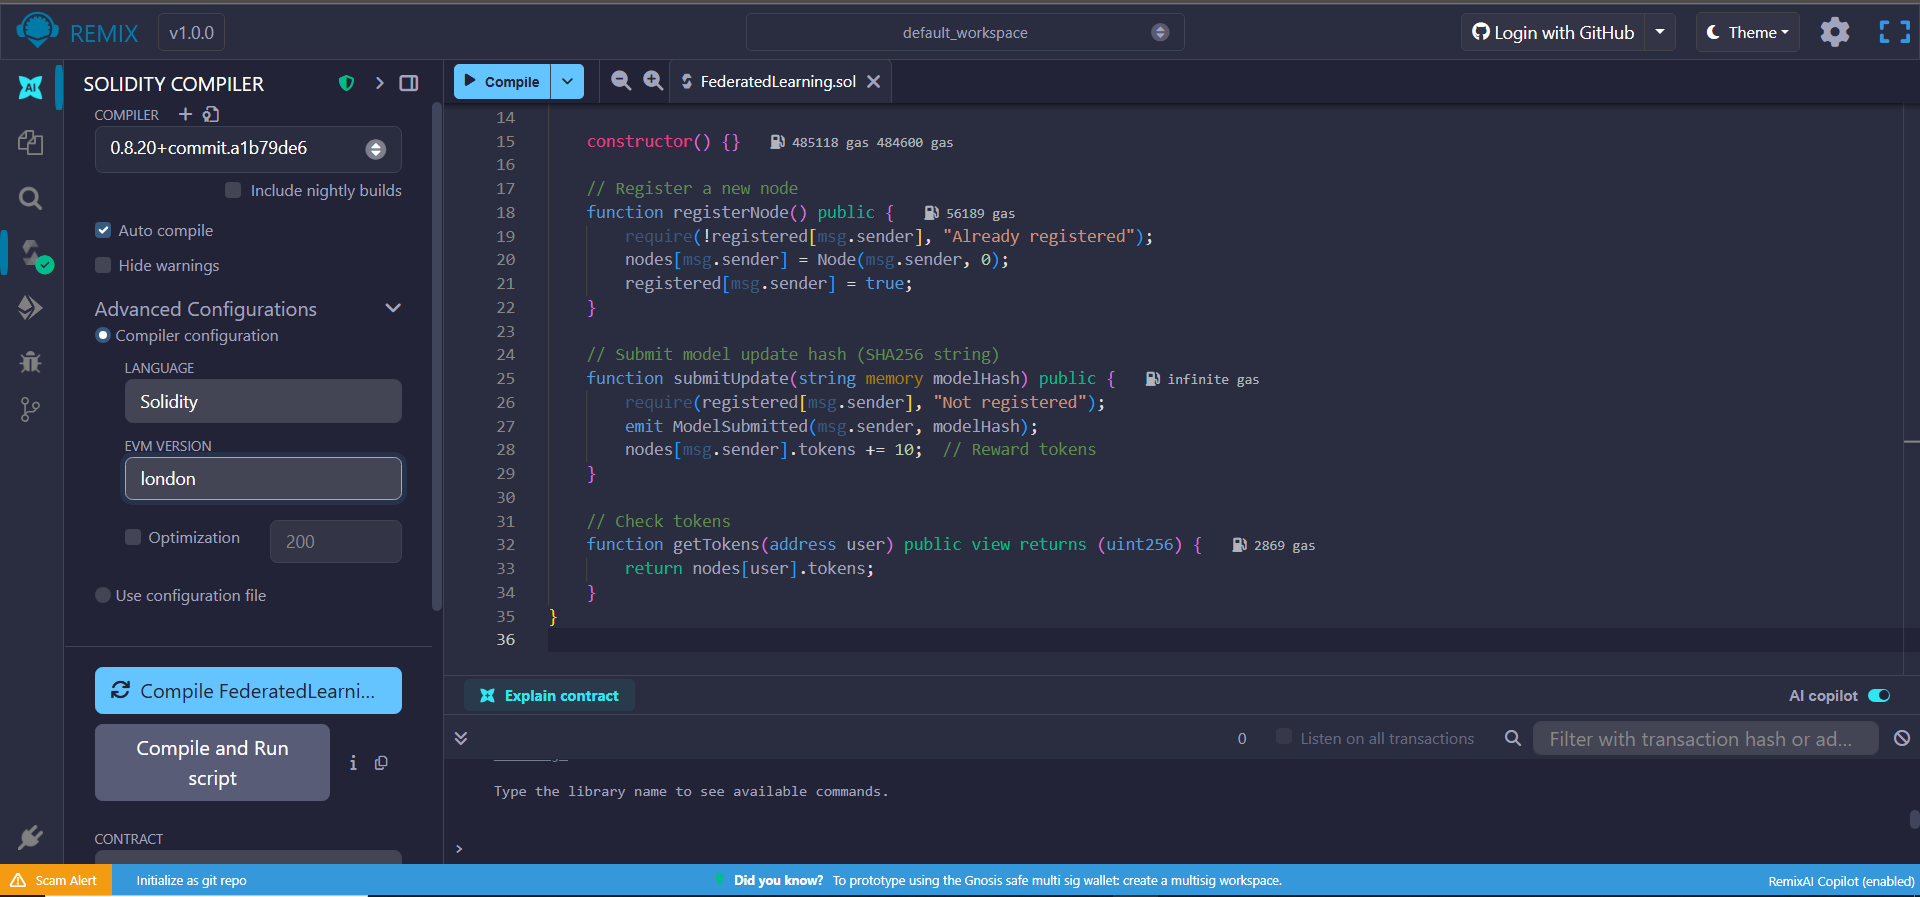 REMIX v1.0.0 default_workspace Login with GitHub Theme
SOLIDITY COMPILER
COMPILER +
0.8.20+commit.a1b79de6
Include nightly builds
Auto compile
Hide warnings
Advanced Configurations
Compiler configuration
LANGUAGE
Solidity
EVM VERSION
london
Optimization 200
Use configuration file
Compile FederatedLearni...
Compile and Run
script
i
CONTRACT
AI
Compile FederatedLearning.sol
14
15 constructor() {} 485118 gas 484600 gas
16
17 // Register a new node
18 function registerNode() public { 56189 gas
19 require(!registered[msg.sender], "Already registered");
20 nodes[msg.sender] = Node(msg.sender, 0);
21 registered[msg.sender] = true;
22 }
23
24 // Submit model update hash (SHA256 string)
25 function submitUpdate(string memory modelHash) public { infinite gas
26 require(registered[msg.sender], "Not registered");
27 emit ModelSubmitted(msg.sender, modelHash);
28 nodes[msg.sender].tokens += 10; // Reward tokens
29 }
30
31 // Check tokens
32 function getTokens(address user) public view returns (uint256) { 2869 gas
33 return nodes[user].tokens;
34 }
35 }
36
Explain contract AI copilot
0 Listen on all transactions Filter with transaction hash or ad...
Type the library name to see available commands.
>
Scam Alert Initialize as git repo Did you know? To prototype using the Gnosis safe multi sig wallet: create a multisig workspace. RemixAI Copilot (enabled)